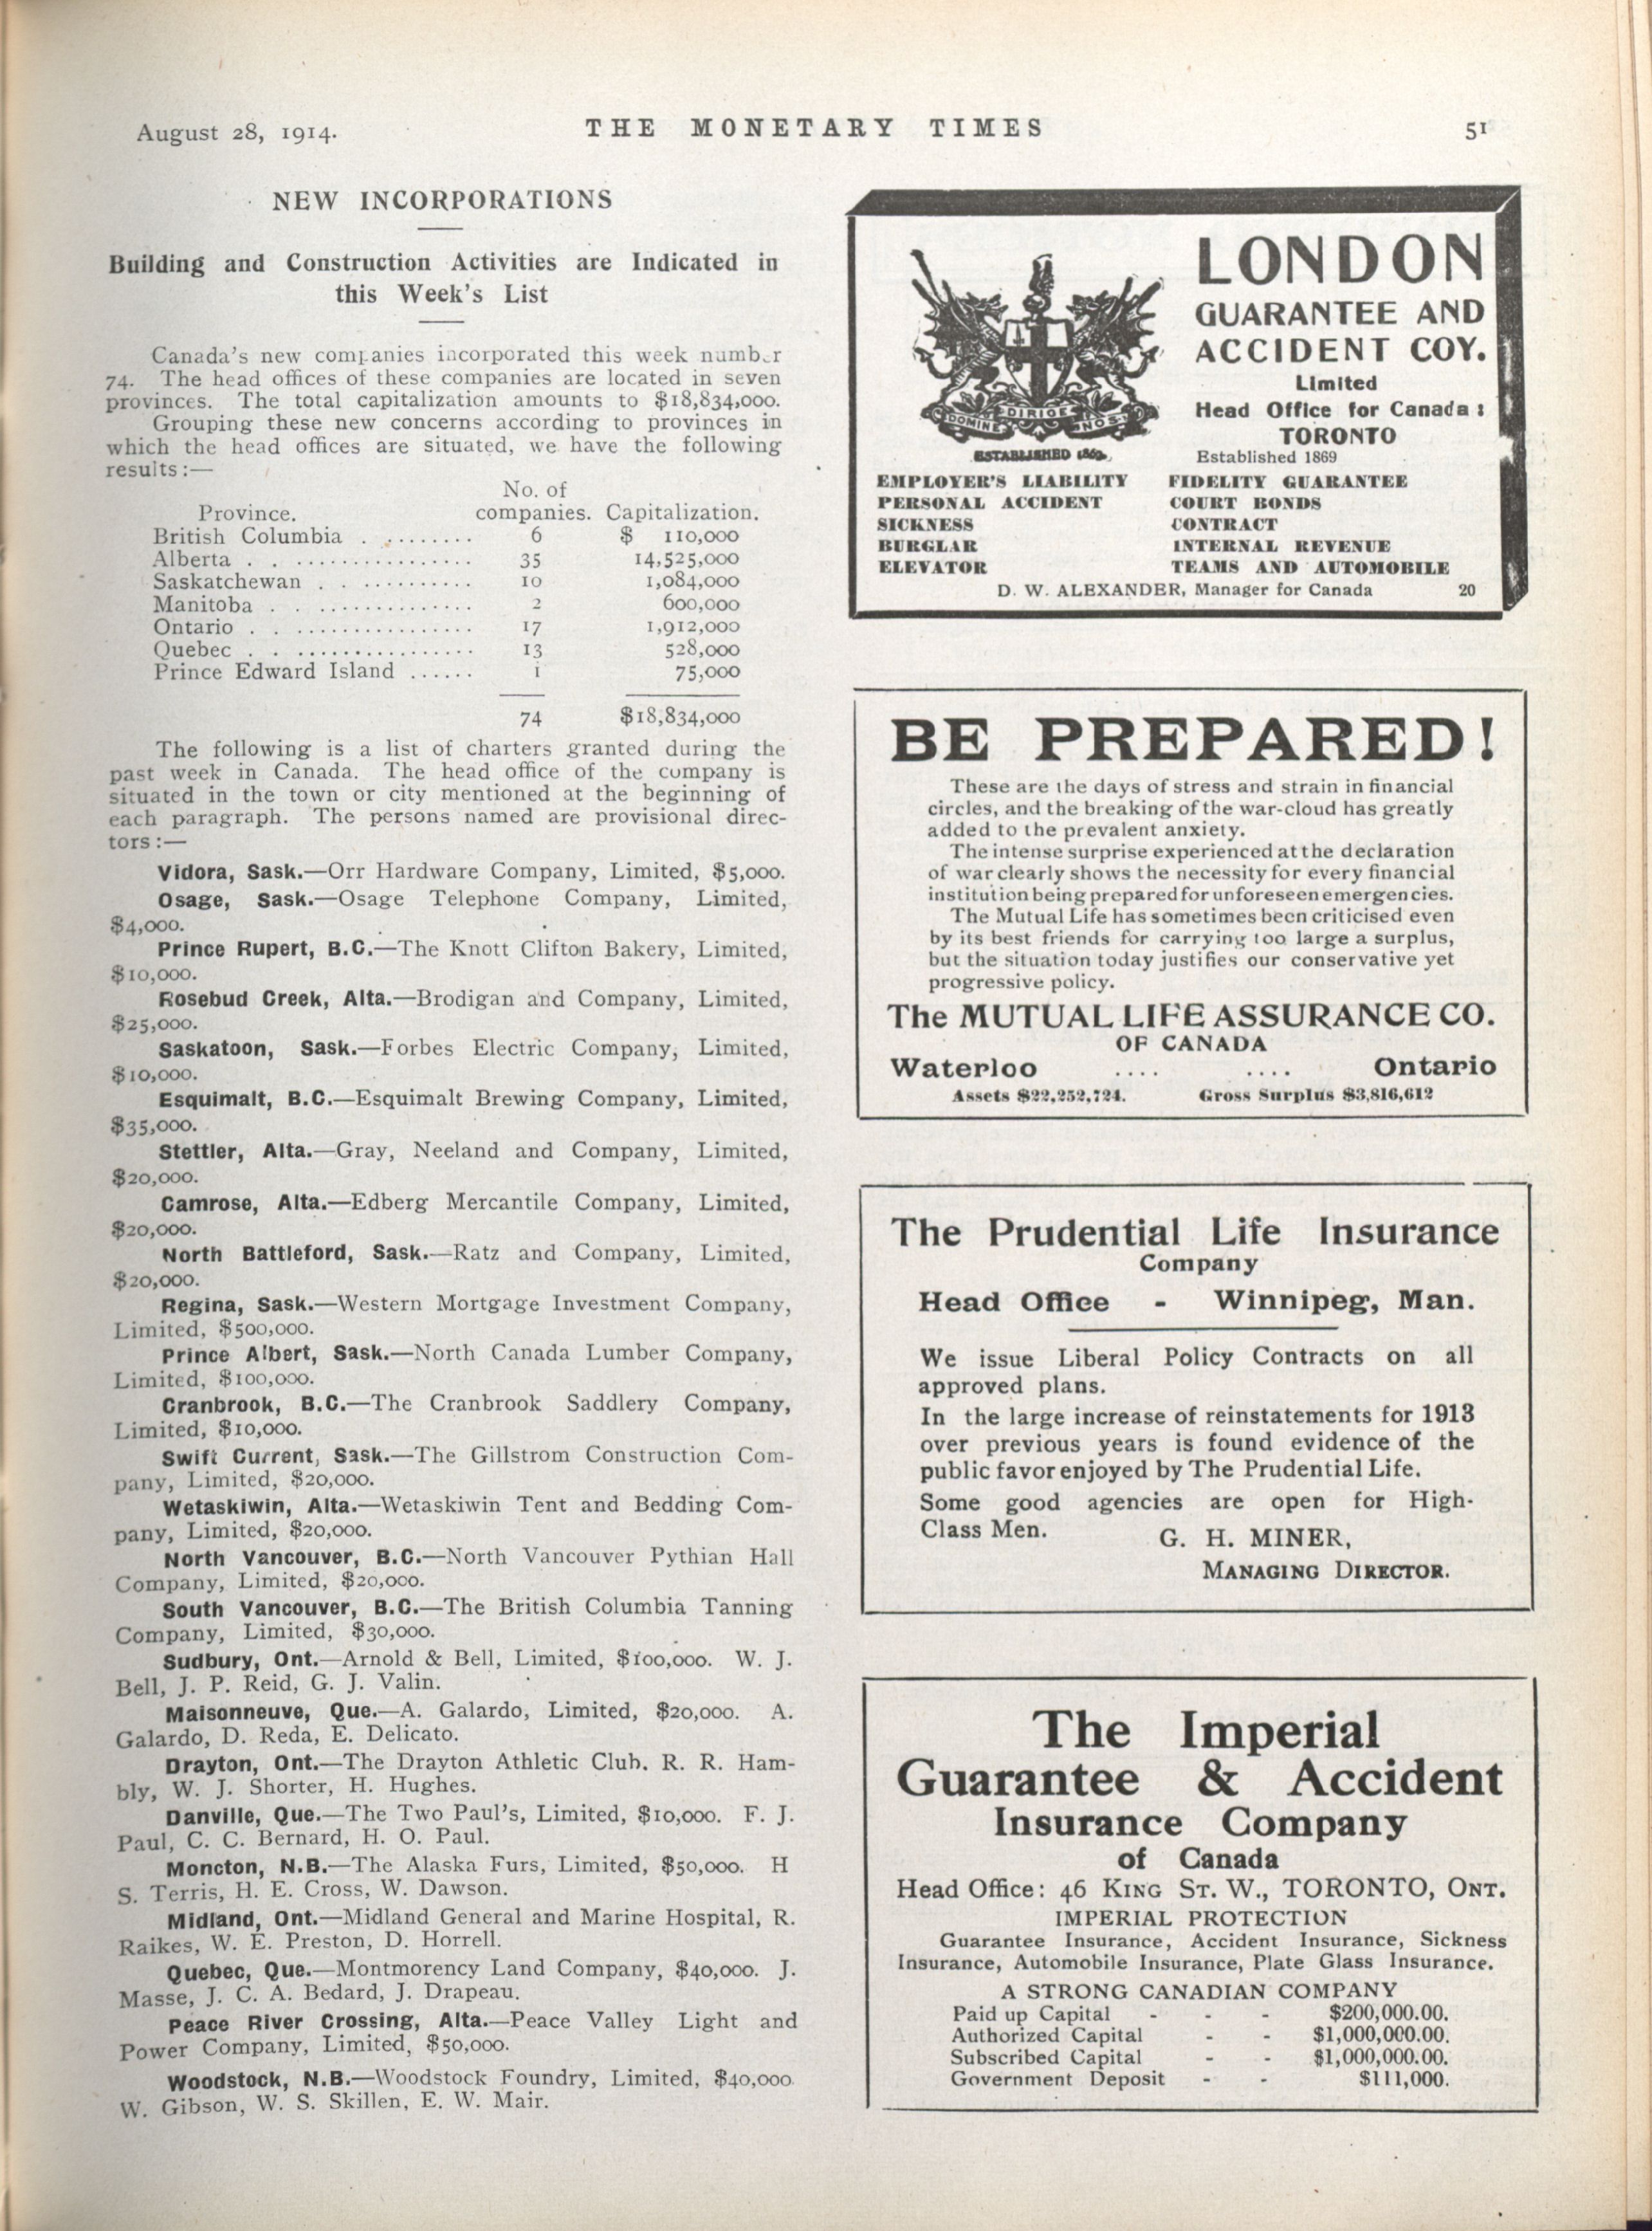 August 28, 1914.
THE MONETARY TIMES
51
NEW INCORPORATIONS
Building and Construction Activities are Indicated in
this Week's List
Canada's new companies incorporated this week number
74. The head offices of these companies are located in seven
provinces. The total capitalization amounts to $18,834,000.
Grouping these new concerns according to provinces in
which the head offices are situated, we have the following
results:—
No. of
Province. companies. Capitalization.
British Columbia . ........ 6 $ 110,000
Alberta . . ................ 35 14,525,000
Saskatchewan . . .......... 10 1,084,000
Manitoba . . .............. 2 600,000
Ontario . . ................ 17 1,912,000
Quebec . . ................ 13 528,000
Prince Edward Island ...... 1 75,000
74 $18,834,000
The following is a list of charters granted during the
past week in Canada. The head office of the company is
situated in the town or city mentioned at the beginning of
each paragraph. The persons named are provisional direc-
tors:—
Vidora, Sask.—Orr Hardware Company, Limited, $5,000.
Osage, Sask.—Osage Telephone Company, Limited,
$4,000.
Prince Rupert, B.C.—The Knott Clifton Bakery, Limited,
$10,000.
Rosebud Creek, Alta.—Brodigan and Company, Limited,
$25,000.
Saskatoon, Sask.—Forbes Electric Company, Limited,
$10,000.
Esquimalt, B.C.—Esquimalt Brewing Company, Limited,
$35,000.
Stettler, Alta.—Gray, Neeland and Company, Limited,
$20,000.
Camrose, Alta.—Edberg Mercantile Company, Limited,
$20,000.
North Battleford, Sask.—Ratz and Company, Limited,
$20,000.
Regina, Sask.—Western Mortgage Investment Company,
Limited, $500,000.
Prince Albert, Sask.—North Canada Lumber Company,
Limited, $100,000.
Cranbrook, B.C.—The Cranbrook Saddlery Company,
Limited, $10,000.
Swift Current, Sask.—The Gillstrom Construction Com-
pany, Limited, $20,000.
Wetaskiwin, Alta.—Wetaskiwin Tent and Bedding Com-
pany, Limited, $20,000.
North Vancouver, B.C.—North Vancouver Pythian Hall
Company, Limited, $20,000.
South Vancouver, B.C.—The British Columbia Tanning
Company, Limited, $30,000.
Sudbury, Ont.—Arnold & Bell, Limited, $100,000. W. J.
Bell, J. P. Reid, G. J. Valin.
Maisonneuve, Que.—A. Galardo, Limited, $20,000. A.
Galardo, D. Reda, E. Delicato.
Drayton, Ont.—The Drayton Athletic Club. R. R. Ham-
bly, W. J. Shorter, H. Hughes.
Danville, Que.—The Two Paul's, Limited, $10,000. F. J.
Paul, C. C. Bernard, H. O. Paul.
Moncton, N.B.—The Alaska Furs, Limited, $50,000. H
S. Terris, H. E. Cross, W. Dawson.
Midland, Ont.—Midland General and Marine Hospital, R.
Raikes, W. E. Preston, D. Horrell.
Quebec, Que.—Montmorency Land Company, $40,000. J.
Masse, J. C. A. Bedard, J. Drapeau.
Peace River Crossing, Alta.—Peace Valley Light and
Power Company, Limited, $50,000.
Woodstock, N.B.—Woodstock Foundry, Limited, $40,000
W. Gibson, W. S. Skillen, E. W. Mair.
LONDON
GUARANTEE AND
ACCIDENT COY.
Limited
Head Office for Canada:
TORONTO
Established 1869
DOMINE DIRIGE NOS
ESTABLISHED 1869
EMPLOYER'S LIABILITY FIDELITY GUARANTEE
PERSONAL ACCIDENT COURT BONDS
SICKNESS CONTRACT
BURGLAR INTERNAL REVENUE
ELEVATOR TEAMS AND AUTOMOBILE
D. W. ALEXANDER, Manager for Canada 20
BE PREPARED!
These are the days of stress and strain in financial
circles, and the breaking of the war-cloud has greatly
added to the prevalent anxiety.
The intense surprise experienced at the declaration
of war clearly shows the necessity for every financial
institution being prepared for unforeseen emergencies.
The Mutual Life has sometimes been criticised even
by its best friends for carrying too large a surplus,
but the situation today justifies our conservative yet
progressive policy.
The MUTUAL LIFE ASSURANCE CO.
OF CANADA
Waterloo .... .... Ontario
Assets $22,252,724. Gross Surplus $3,816,612
The Prudential Life Insurance
Company
Head Office - Winnipeg, Man.
We issue Liberal Policy Contracts on all
approved plans.
In the large increase of reinstatements for 1913
over previous years is found evidence of the
public favor enjoyed by The Prudential Life.
Some good agencies are open for High-
Class Men.
G. H. MINER,
MANAGING DIRECTOR.
The Imperial
Guarantee & Accident
Insurance Company
of Canada
Head Office: 46 KING ST. W., TORONTO, ONT.
IMPERIAL PROTECTION
Guarantee Insurance, Accident Insurance, Sickness
Insurance, Automobile Insurance, Plate Glass Insurance.
A STRONG CANADIAN COMPANY
Paid up Capital - - - $200,000.00.
Authorized Capital - - $1,000,000.00.
Subscribed Capital - - $1,000,000.00.
Government Deposit - - $111,000.